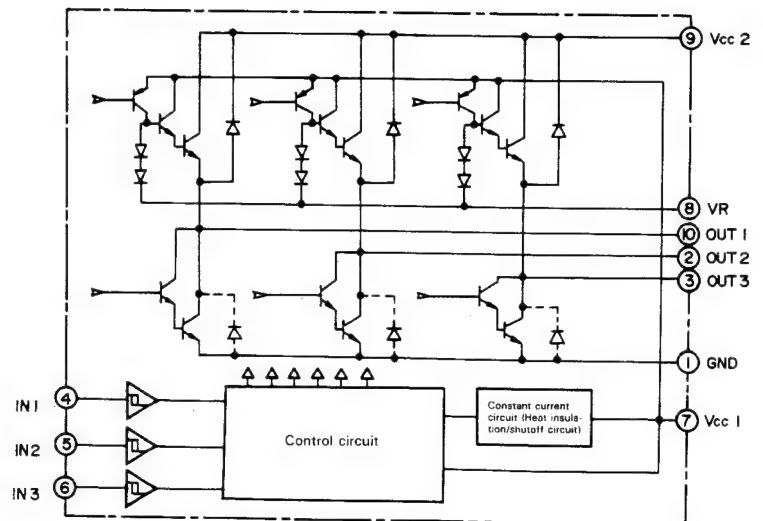 9 Vcc 2
8 VR
10 OUT 1
2 OUT 2
3 OUT 3
1 GND
IN 1 4
Constant current
circuit (Heat insula-
tion/shutoff circuit)
7 Vcc 1
Control circuit
IN 2 5
IN 3 6